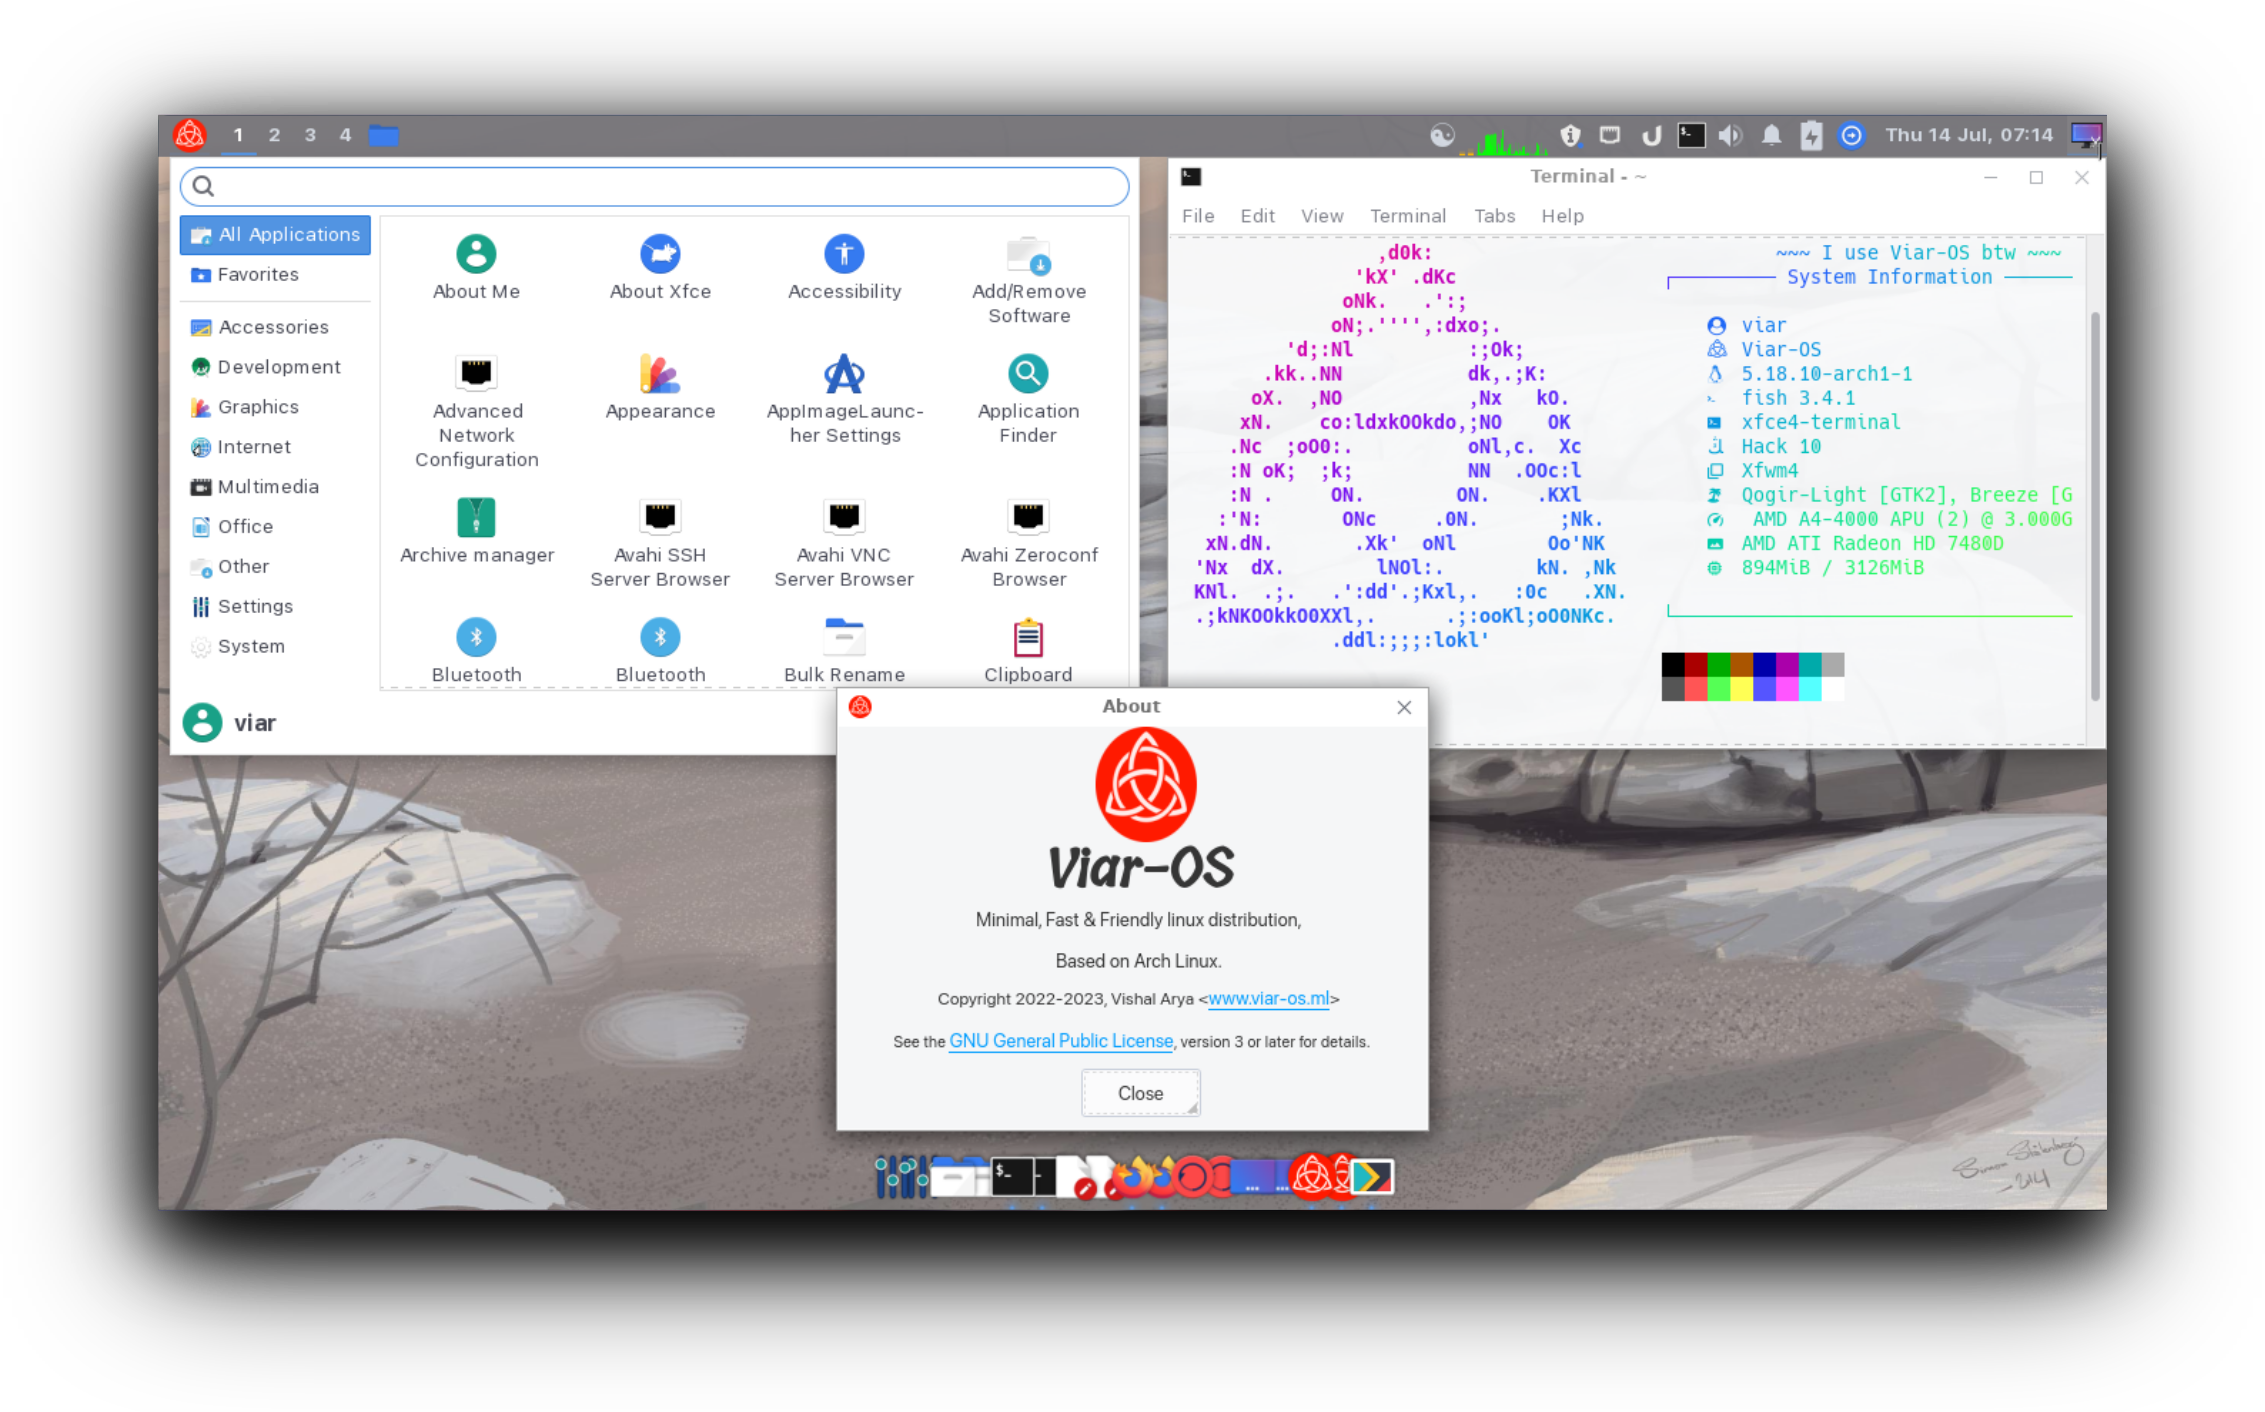 1 2 3 4
Thu 14 Jul, 07:14
All Applications
Favorites
Accessories
Development
Graphics
Internet
Multimedia
Office
Other
Settings
System
viar
About Me
About Xfce
Accessibility
Add/Remove
Software
Advanced
Network
Configuration
Appearance
AppImageLaunc-
her Settings
Application
Finder
Archive manager
Avahi SSH
Server Browser
Avahi VNC
Server Browser
Avahi Zeroconf
Browser
Bluetooth
Bluetooth
Bulk Rename
Clipboard
Terminal - ~
File Edit View Terminal Tabs Help
~~~ I use Viar-OS btw ~~~
System Information
viar
Viar-OS
5.18.10-arch1-1
fish 3.4.1
xfce4-terminal
Hack 10
Xfwm4
Qogir-Light [GTK2], Breeze [G
AMD A4-4000 APU (2) @ 3.000G
AMD ATI Radeon HD 7480D
894MiB / 3126MiB
About
Viar-OS
Minimal, Fast & Friendly linux distribution,
Based on Arch Linux.
Copyright 2022-2023, Vishal Arya <www.viar-os.ml>
See the GNU General Public License, version 3 or later for details.
Close